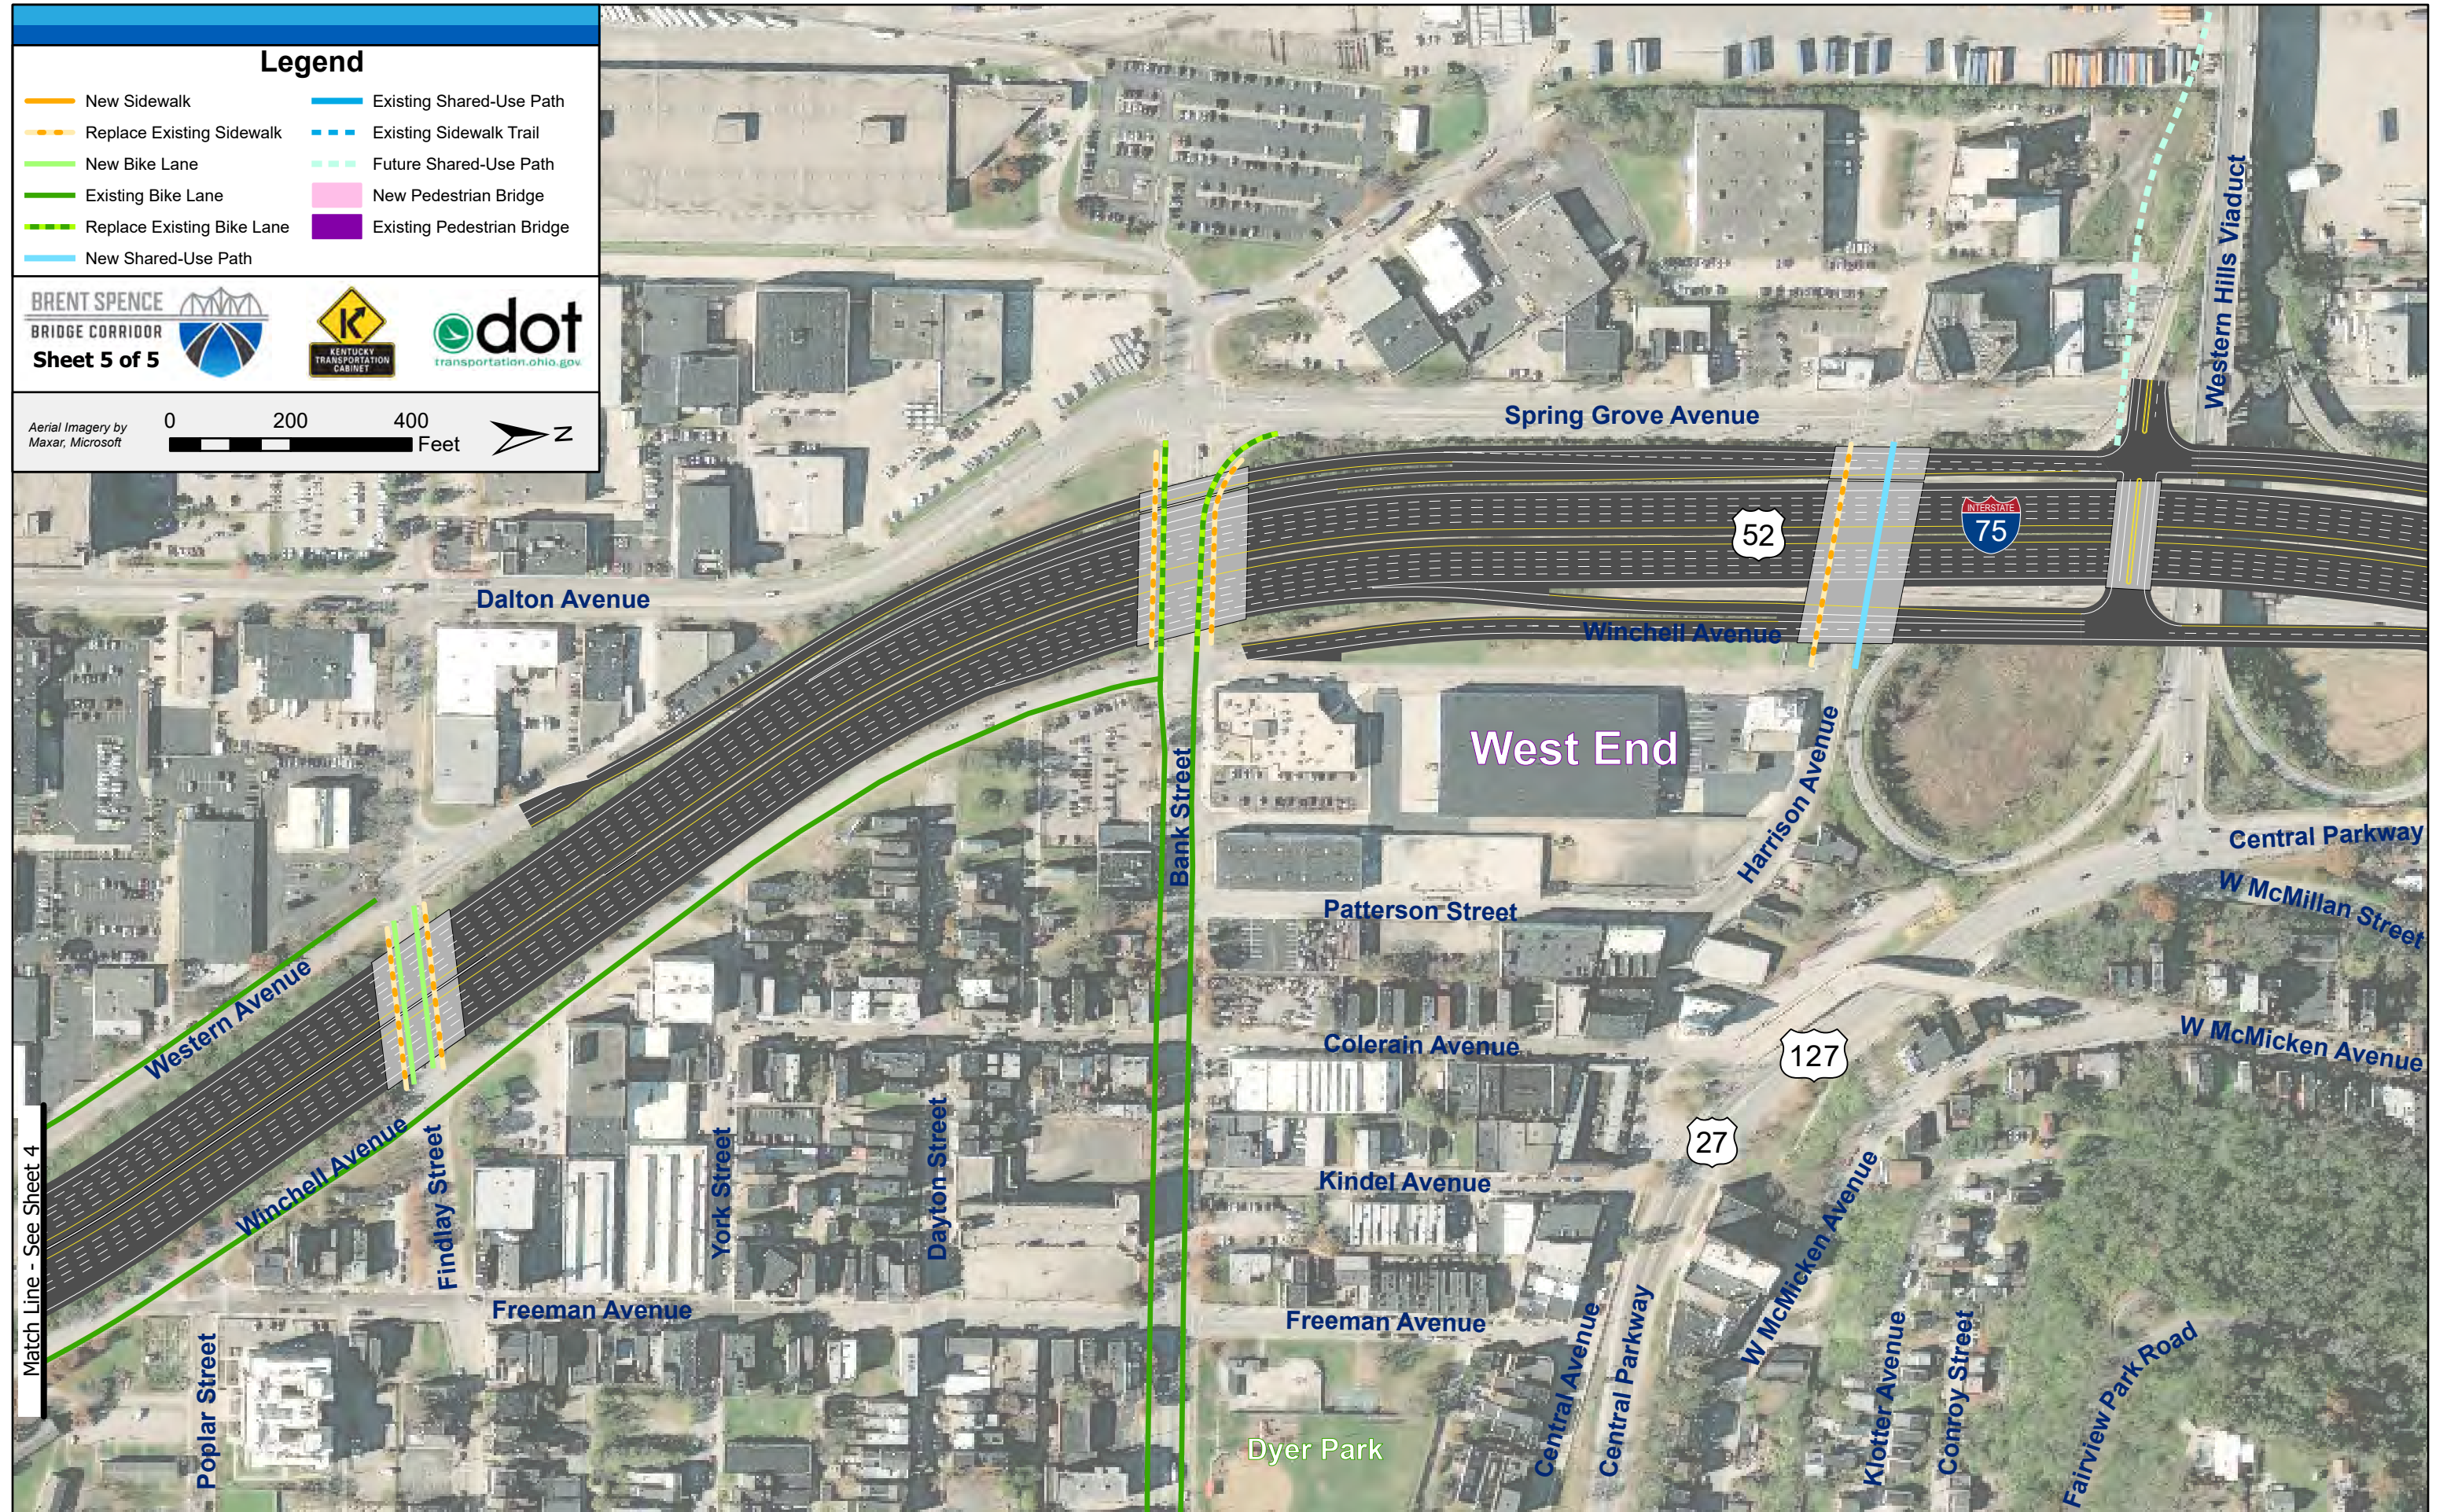 Legend
New Sidewalk
Replace Existing Sidewalk
New Bike Lane
Existing Bike Lane
Replace Existing Bike Lane
New Shared-Use Path
Existing Shared-Use Path
Existing Sidewalk Trail
Future Shared-Use Path
New Pedestrian Bridge
Existing Pedestrian Bridge
BRENT SPENCE
BRIDGE CORRIDOR
Sheet 5 of 5
K
KENTUCKY
TRANSPORTATION
CABINET
dot
transportation.ohio.gov
Aerial Imagery by
Maxar, Microsoft
0 200 400
Feet
N
Western Hills Viaduct
Spring Grove Avenue
52
INTERSTATE
75
Dalton Avenue
Winchell Avenue
West End
Harrison Avenue
Bank Street
Central Parkway
W McMillan Street
Patterson Street
Western Avenue
Colerain Avenue
127
W McMicken Avenue
27
Winchell Avenue
Findlay Street
York Street
Dayton Street
Kindel Avenue
W McMicken Avenue
Match Line - See Sheet 4
Freeman Avenue
Freeman Avenue
Poplar Street
Central Avenue
Central Parkway
Klotter Avenue
Conroy Street
Fairview Park Road
Dyer Park